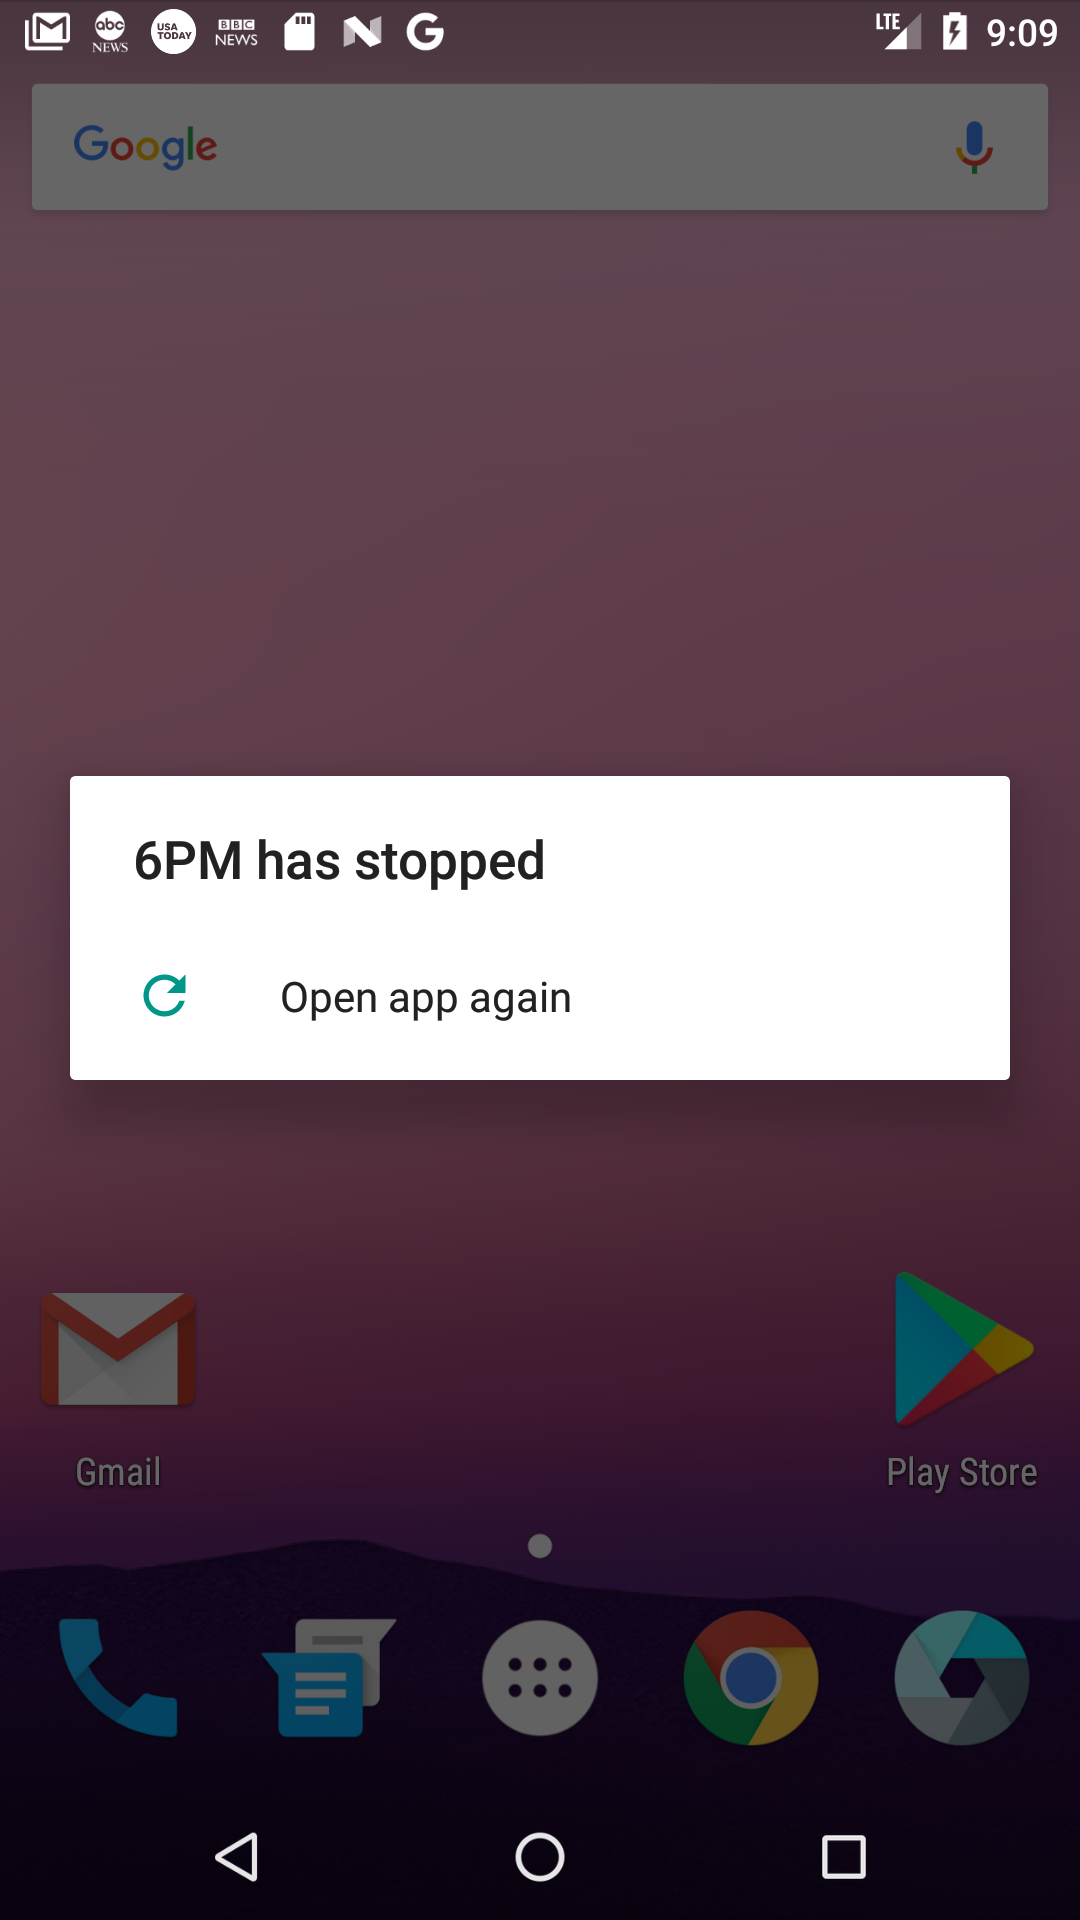 abc
NEWS
USA
TODAY
BBC
NEWS
LTE
9:09
Google
6PM has stopped
Open app again
Gmail
Play Store